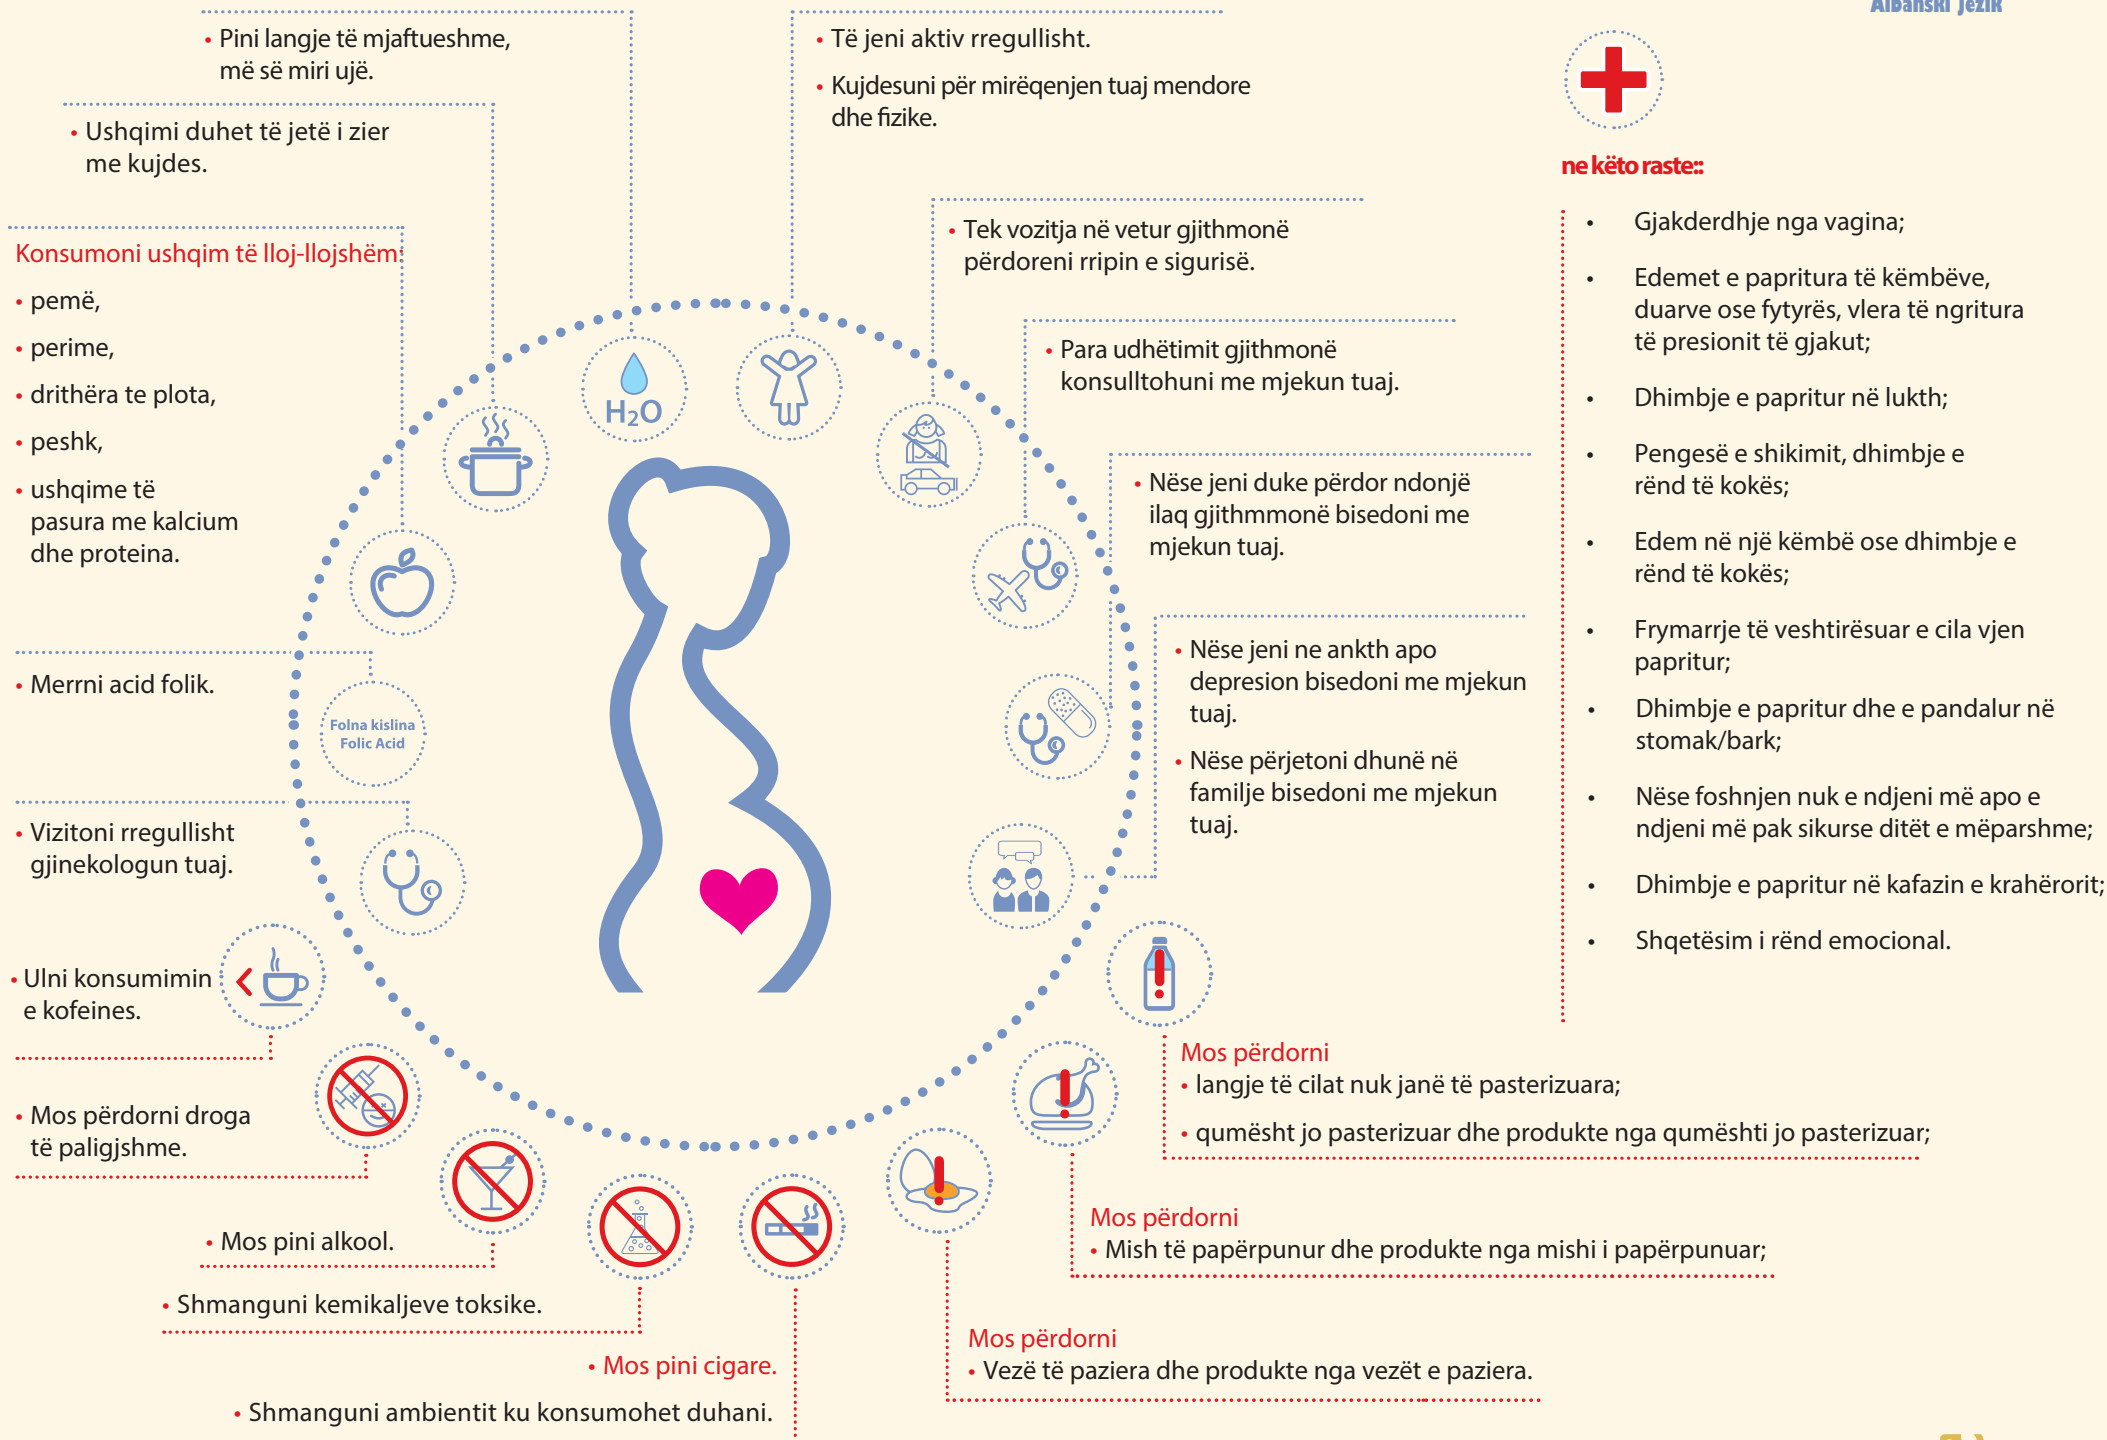 Albanski jezik
• Pini langje të mjaftueshme,
më së miri ujë.
• Ushqimi duhet të jetë i zier
me kujdes.
Konsumoni ushqim të lloj-llojshëm:
• pemë,
• perime,
• drithëra te plota,
• peshk,
• ushqime të
pasura me kalcium
dhe proteina.
• Merrni acid folik.
• Vizitoni rregullisht
gjinekologun tuaj.
• Ulni konsumimin
e kofeines.
• Mos përdorni droga
të paligjshme.
• Mos pini alkool.
• Shmanguni kemikaljeve toksike.
• Mos pini cigare.
• Shmanguni ambientit ku konsumohet duhani.
H₂O
Folna kislina
Folic Acid
• Të jeni aktiv rregullisht.
• Kujdesuni për mirëqenjen tuaj mendore
dhe fizike.
• Tek vozitja në vetur gjithmonë
përdoreni rripin e sigurisë.
• Para udhëtimit gjithmonë
konsulltohuni me mjekun tuaj.
• Nëse jeni duke përdor ndonjë
ilaq gjithmmonë bisedoni me
mjekun tuaj.
• Nëse jeni ne ankth apo
depresion bisedoni me mjekun
tuaj.
• Nëse përjetoni dhunë në
familje bisedoni me mjekun
tuaj.
Mos përdorni
• langje të cilat nuk janë të pasterizuara;
• qumësht jo pasterizuar dhe produkte nga qumështi jo pasterizuar;
Mos përdorni
• Mish të papërpunur dhe produkte nga mishi i papërpunuar;
Mos përdorni
• Vezë të paziera dhe produkte nga vezët e paziera.
ne këto raste::
• Gjakderdhje nga vagina;
• Edemet e papritura të këmbëve,
duarve ose fytyrës, vlera të ngritura
të presionit të gjakut;
• Dhimbje e papritur në lukth;
• Pengesë e shikimit, dhimbje e
rënd të kokës;
• Edem në një këmbë ose dhimbje e
rënd të kokës;
• Frymarrje të veshtirësuar e cila vjen
papritur;
• Dhimbje e papritur dhe e pandalur në
stomak/bark;
• Nëse foshnjen nuk e ndjeni më apo e
ndjeni më pak sikurse ditët e mëparshme;
• Dhimbje e papritur në kafazin e krahërorit;
• Shqetësim i rënd emocional.